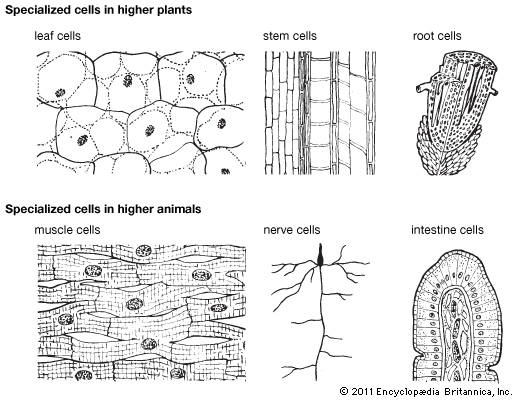 Specialized cells in higher plants
leaf cells
stem cells
root cells
Specialized cells in higher animals
muscle cells
nerve cells
intestine cells
© 2011 Encyclopædia Britannica, Inc.